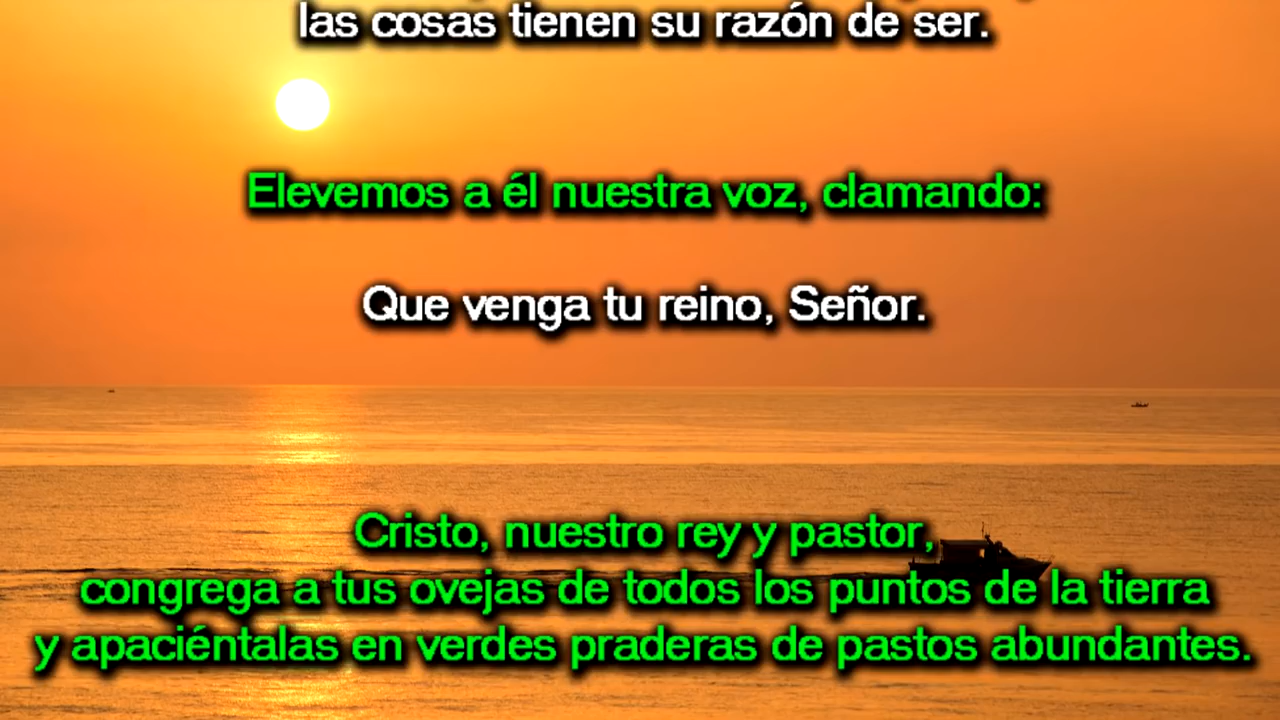 las cosas tienen su razón de ser.
Elevemos a él nuestra voz, clamando:
Que venga tu reino, Señor.
Cristo, nuestro rey y pastor,
congrega a tus ovejas de todos los puntos de la tierra
y apaciéntalas en verdes praderas de pastos abundantes.